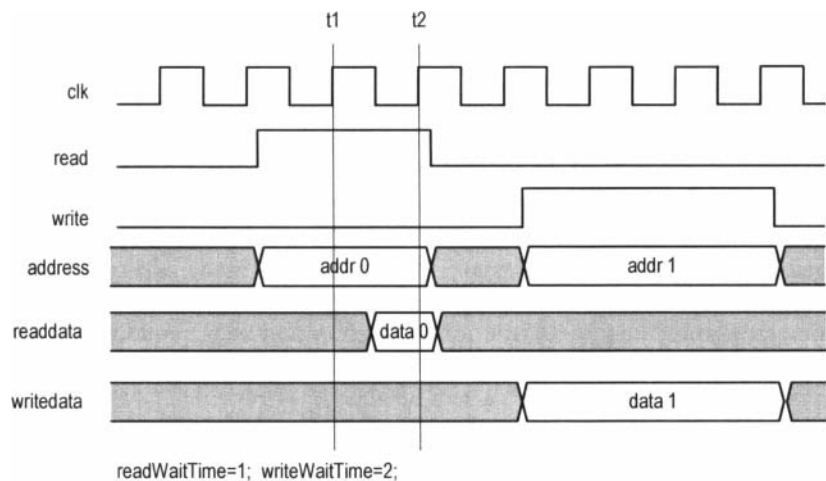 t1 t2
clk
read
write
address addr 0 addr 1
readdata data 0
writedata data 1
readWaitTime=1; writeWaitTime=2;